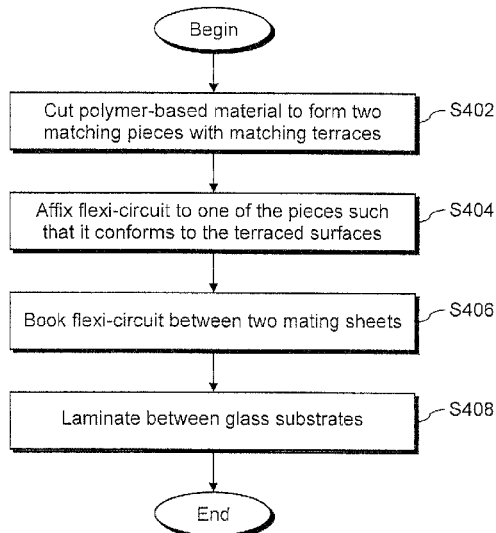 Begin
Cut polymer-based material to form two
matching pieces with matching terraces
S402
Affix flexi-circuit to one of the pieces such
that it conforms to the terraced surfaces
S404
Book flexi-circuit between two mating sheets
S406
Laminate between glass substrates
S408
End